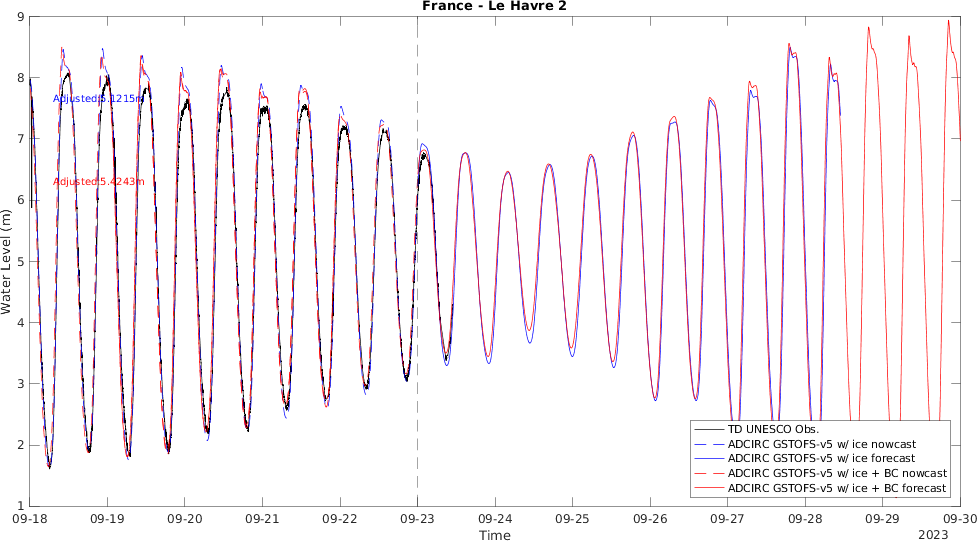 France - Le Havre 2
9
8
7
6
5
4
3
2
1
Water Level (m)
Adjusted:5.1215m
Adjusted:5.4243m
TD UNESCO Obs.
ADCIRC GSTOFS-v5 w/ ice nowcast
ADCIRC GSTOFS-v5 w/ ice forecast
ADCIRC GSTOFS-v5 w/ ice + BC nowcast
ADCIRC GSTOFS-v5 w/ ice + BC forecast
09-18 09-19 09-20 09-21 09-22 09-23 09-24 09-25 09-26 09-27 09-28 09-29 09-30
Time
2023